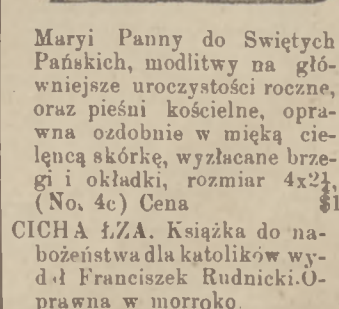 Maryi Panny do Swiętych
Pańskich, modlitwy na głó-
wniejsze uroczystości roczne,
oraz pieśni kościelne, opra-
wna ozdobnie w mięką cie-
lęncą skórkę, wyzłacane brze-
gi i okładki, rozmiar 4x2½,
(No. 4c) Cena $1
CICHA ŁZA. Książka do na-
bożeństwa dla katolików wy-
dał Franciszek Rudnicki. O-
prawna w morroko.